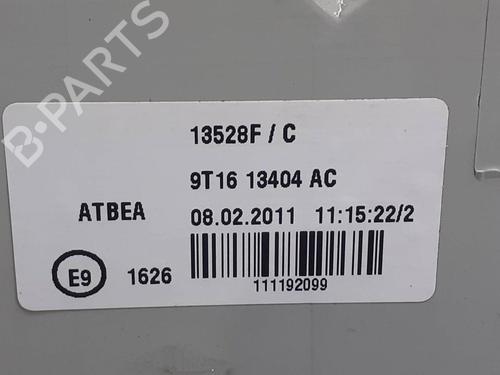 B-PARTS
13528F / C
9T16 13404 AC
ATBEA 08.02.2011 11:15:22/2
E9 1626
111192099